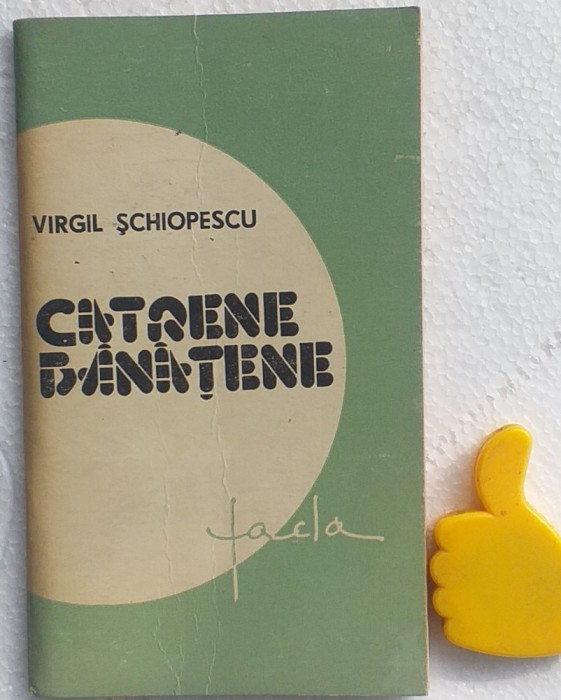 VIRGIL ŞCHIOPESCU
CATRENE
BĂNĂŢENE
facla